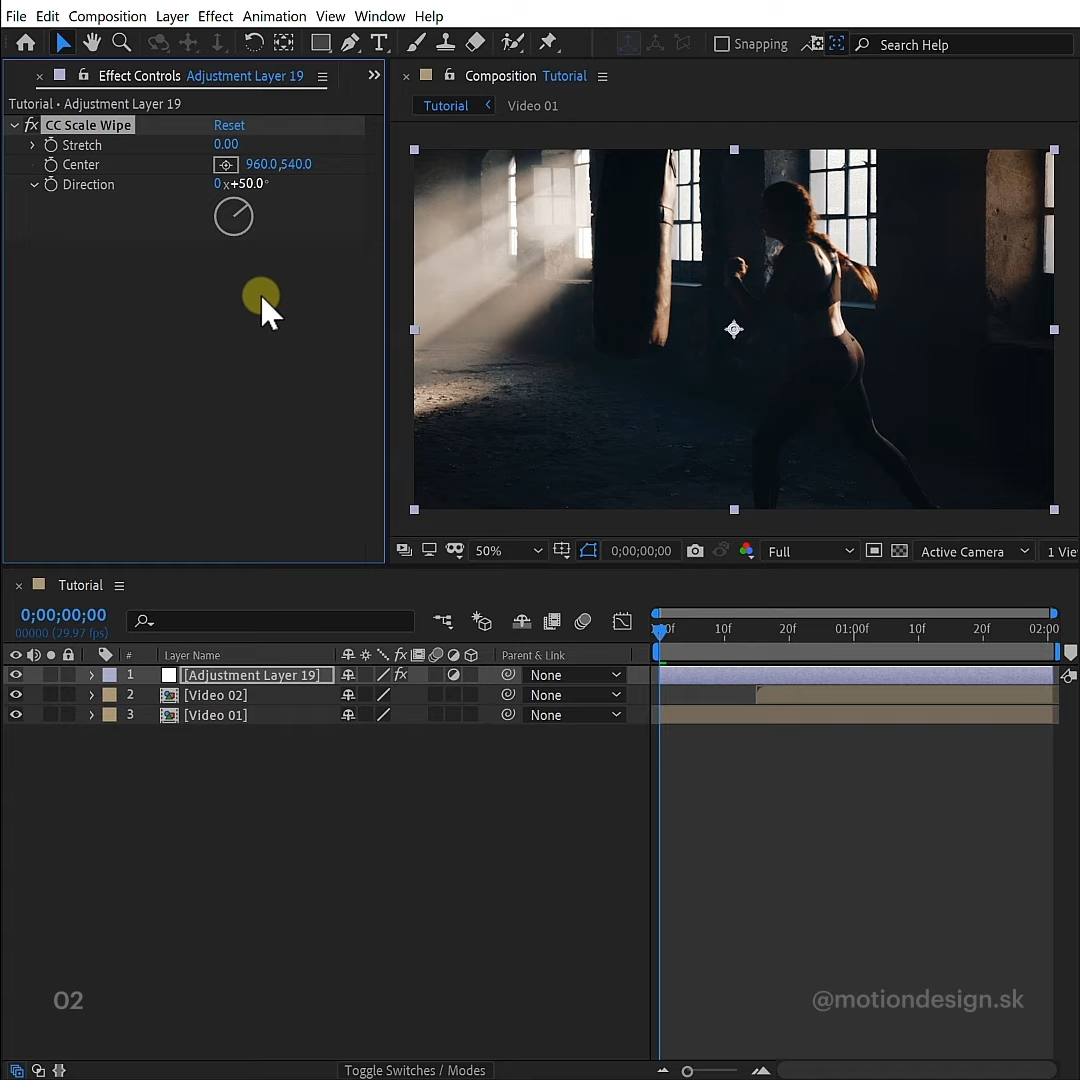 File Edit Composition Layer Effect Animation View Window Help
Snapping Search Help
× Effect Controls Adjustment Layer 19
Tutorial • Adjustment Layer 19
fx CC Scale Wipe Reset
Stretch 0.00
Center 960.0,540.0
Direction 0x+50.0°
× Composition Tutorial
Tutorial Video 01
50% 0;00;00;00 Full Active Camera 1 Vie
× Tutorial
0;00;00;00
00000 (29.97 fps)
:00f 10f 20f 01:00f 10f 20f 02:00
# Layer Name fx Parent & Link
1 [Adjustment Layer 19] fx None
2 [Video 02] None
3 [Video 01] None
02
@motiondesign.sk
Toggle Switches / Modes